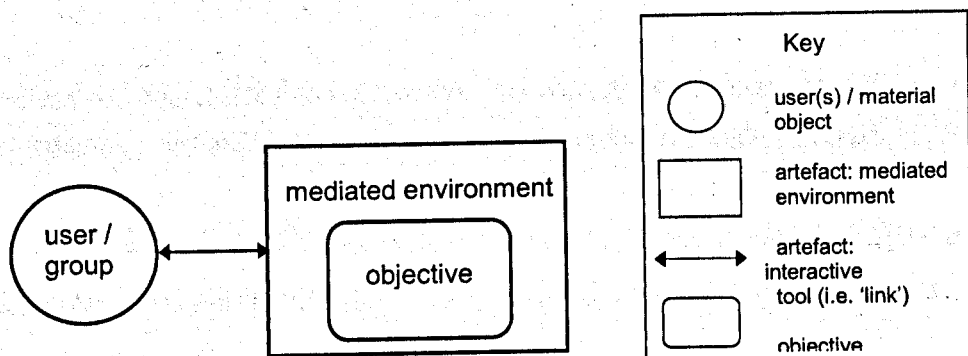 user /
group
mediated environment
objective
Key
user(s) / material
object
artefact: mediated
environment
artefact:
interactive
tool (i.e. 'link')
objective